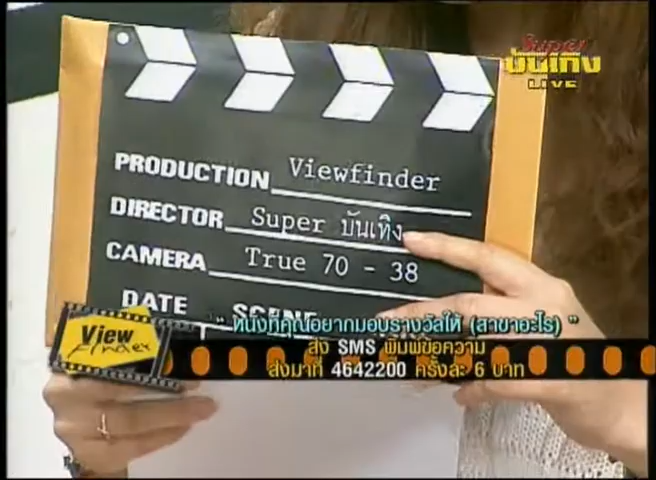 Super
บันเทิง
LIVE
PRODUCTION Viewfinder
DIRECTOR Super บันเทิง
CAMERA True 70 - 38
DATE SCENE
View
Finder
" หนังที่คุณอยากมอบรางวัลให้ (สาขาอะไร) "
ส่ง SMS พิมพ์ข้อความ
ส่งมาที่ 4642200 ครั้งละ 6 บาท